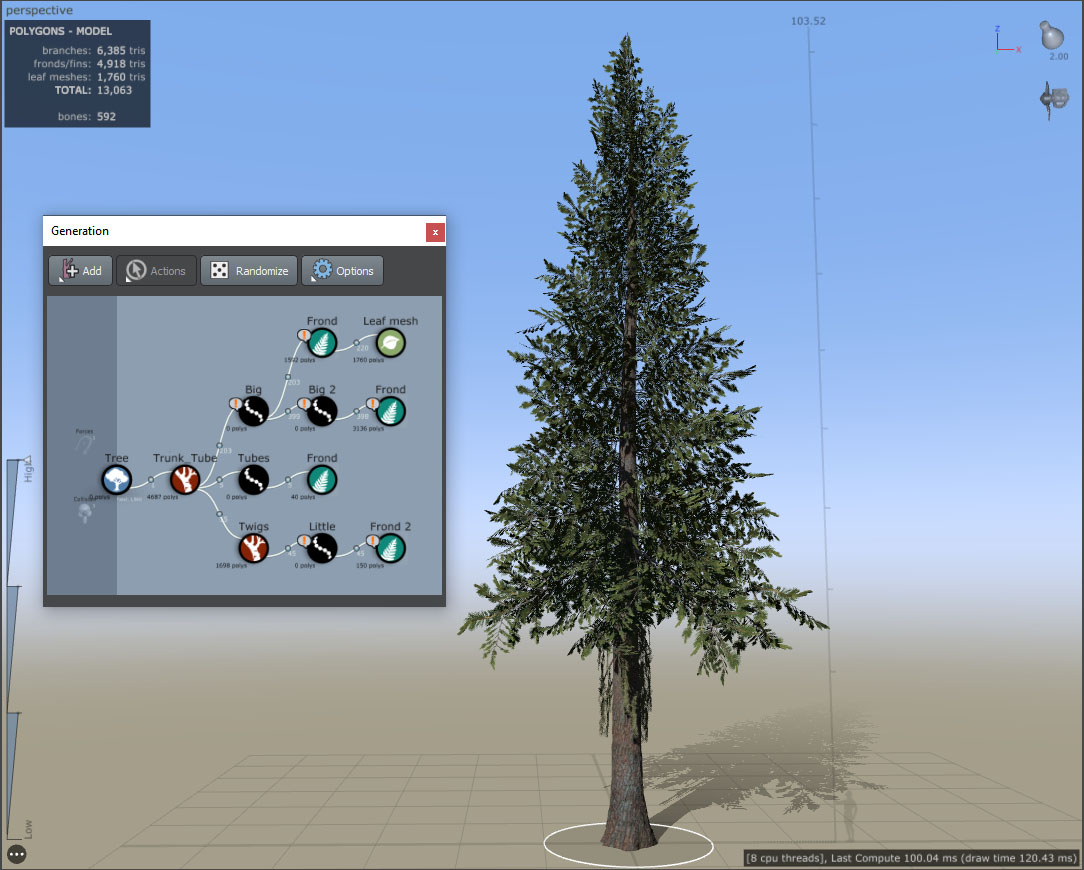 perspective
POLYGONS - MODEL
branches: 6,385 tris
fronds/fins: 4,918 tris
leaf meshes: 1,760 tris
TOTAL: 13,063
bones: 592
103.52
Z
X
2.00
Generation
x
Add
Actions
Randomize
Options
Frond
Leaf mesh
220
1592 polys
1760 polys
203
Big
Big 2
Frond
0 polys
0 polys
3136 polys
203
Forces
Tree
Trunk_Tube
Tubes
Frond
0 polys
4687 polys
0 polys
40 polys
Twigs
Little
Frond 2
1698 polys
0 polys
150 polys
High
Low
[8 cpu threads], Last Compute 100.04 ms (draw time 120.43 ms)